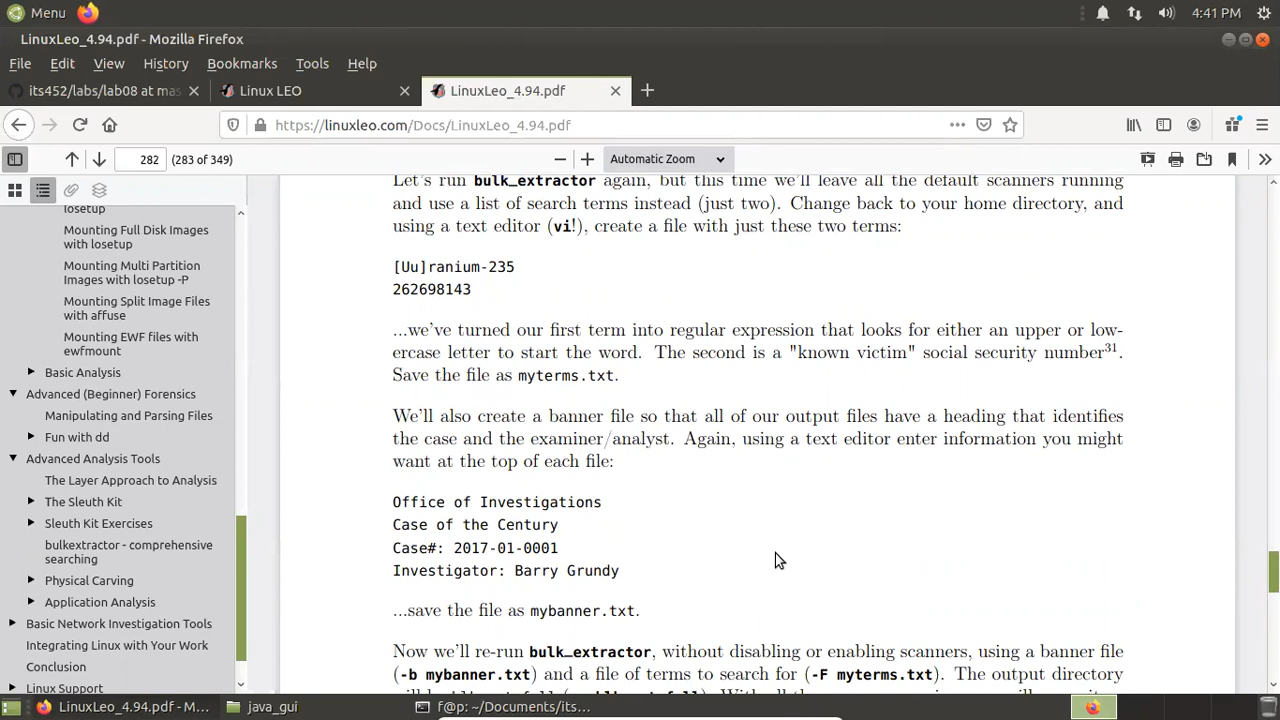 Menu
4:41 PM
LinuxLeo_4.94.pdf - Mozilla Firefox
File Edit View History Bookmarks Tools Help
its452/labs/lab08 at mas
Linux LEO
LinuxLeo_4.94.pdf
https://linuxleo.com/Docs/LinuxLeo_4.94.pdf
282 (283 of 349)
Automatic Zoom
losetup
Mounting Full Disk Images
with losetup
Mounting Multi Partition
Images with losetup -P
Mounting Split Image Files
with affuse
Mounting EWF files with
ewfmount
Basic Analysis
Advanced (Beginner) Forensics
Manipulating and Parsing Files
Fun with dd
Advanced Analysis Tools
The Layer Approach to Analysis
The Sleuth Kit
Sleuth Kit Exercises
bulkextractor - comprehensive
searching
Physical Carving
Application Analysis
Basic Network Investigation Tools
Integrating Linux with Your Work
Conclusion
Linux Support
Let's run bulk_extractor again, but this time we'll leave all the default scanners running
and use a list of search terms instead (just two). Change back to your home directory, and
using a text editor (vi!), create a file with just these two terms:
[Uu]ranium-235
262698143
...we've turned our first term into regular expression that looks for either an upper or low-
ercase letter to start the word. The second is a "known victim" social security number31.
Save the file as myterms.txt.
We'll also create a banner file so that all of our output files have a heading that identifies
the case and the examiner/analyst. Again, using a text editor enter information you might
want at the top of each file:
Office of Investigations
Case of the Century
Case#: 2017-01-0001
Investigator: Barry Grundy
...save the file as mybanner.txt.
Now we'll re-run bulk_extractor, without disabling or enabling scanners, using a banner file
(-b mybanner.txt) and a file of terms to search for (-F myterms.txt). The output directory
LinuxLeo_4.94.pdf - M...
java_gui
f@p: ~/Documents/its...